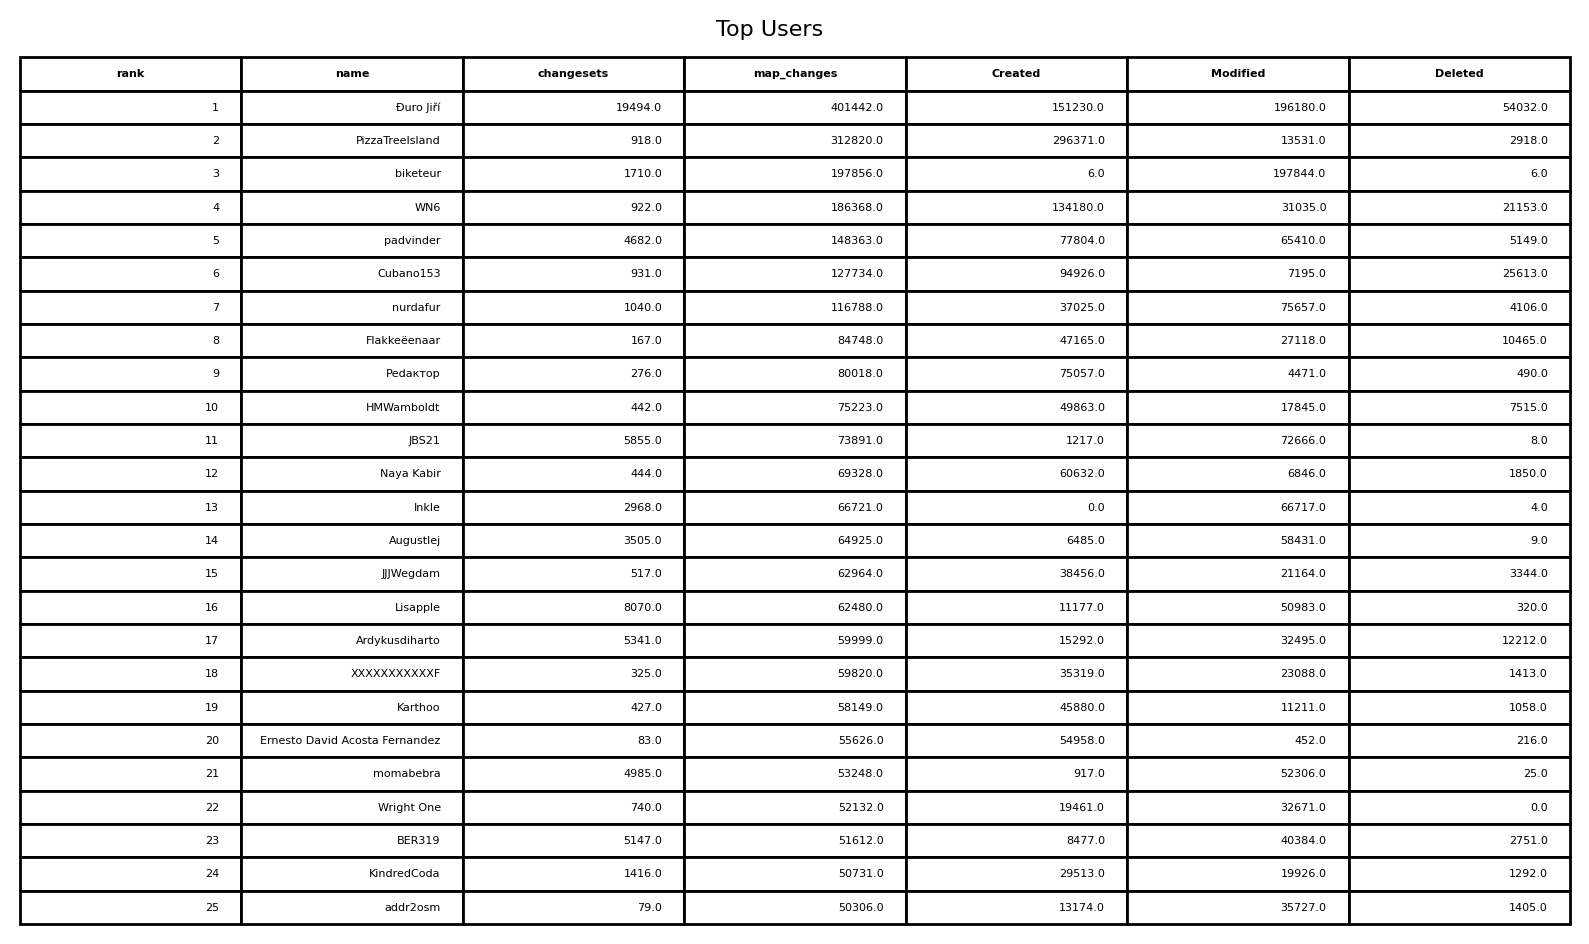 Top Users
rank name changesets map_changes Created Modified Deleted
1 Đuro Jiří 19494.0 401442.0 151230.0 196180.0 54032.0
2 PizzaTreeIsland 918.0 312820.0 296371.0 13531.0 2918.0
3 biketeur 1710.0 197856.0 6.0 197844.0 6.0
4 WN6 922.0 186368.0 134180.0 31035.0 21153.0
5 padvinder 4682.0 148363.0 77804.0 65410.0 5149.0
6 Cubano153 931.0 127734.0 94926.0 7195.0 25613.0
7 nurdafur 1040.0 116788.0 37025.0 75657.0 4106.0
8 Flakkeëenaar 167.0 84748.0 47165.0 27118.0 10465.0
9 Редактор 276.0 80018.0 75057.0 4471.0 490.0
10 HMWamboldt 442.0 75223.0 49863.0 17845.0 7515.0
11 JBS21 5855.0 73891.0 1217.0 72666.0 8.0
12 Naya Kabir 444.0 69328.0 60632.0 6846.0 1850.0
13 Inkle 2968.0 66721.0 0.0 66717.0 4.0
14 Augustlej 3505.0 64925.0 6485.0 58431.0 9.0
15 JJJWegdam 517.0 62964.0 38456.0 21164.0 3344.0
16 Lisapple 8070.0 62480.0 11177.0 50983.0 320.0
17 Ardykusdiharto 5341.0 59999.0 15292.0 32495.0 12212.0
18 XXXXXXXXXXXF 325.0 59820.0 35319.0 23088.0 1413.0
19 Karthoo 427.0 58149.0 45880.0 11211.0 1058.0
20 Ernesto David Acosta Fernandez 83.0 55626.0 54958.0 452.0 216.0
21 momabebra 4985.0 53248.0 917.0 52306.0 25.0
22 Wright One 740.0 52132.0 19461.0 32671.0 0.0
23 BER319 5147.0 51612.0 8477.0 40384.0 2751.0
24 KindredCoda 1416.0 50731.0 29513.0 19926.0 1292.0
25 addr2osm 79.0 50306.0 13174.0 35727.0 1405.0